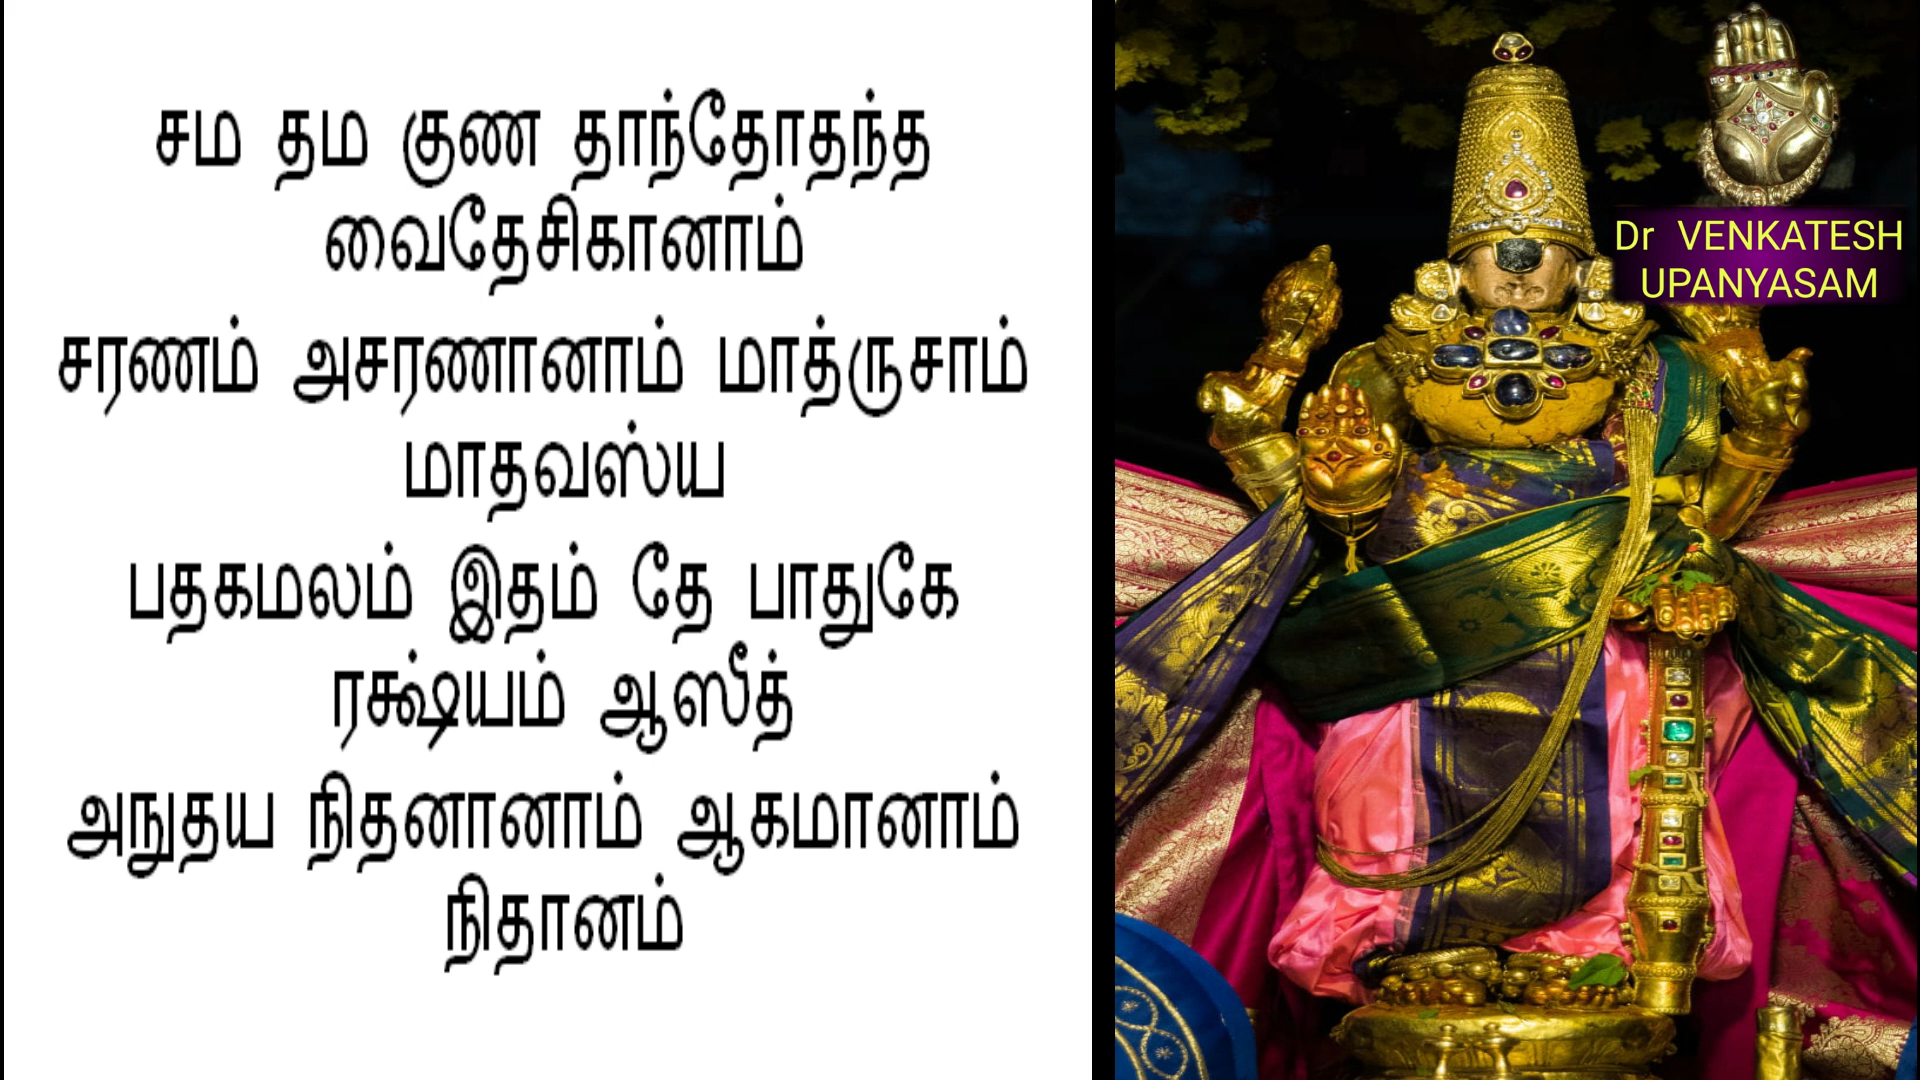 சம தம குண தாந்தோதந்த
வைதேசிகானாம்
சரணம் அசரணானாம் மாத்ருசாம்
மாதவஸ்ய
பதகமலம் இதம் தே பாதுகே
ரக்ஷ்யம் ஆஸீத்
அநுதய நிதனானாம் ஆகமானாம்
நிதானம்
Dr VENKATESH
UPANYASAM